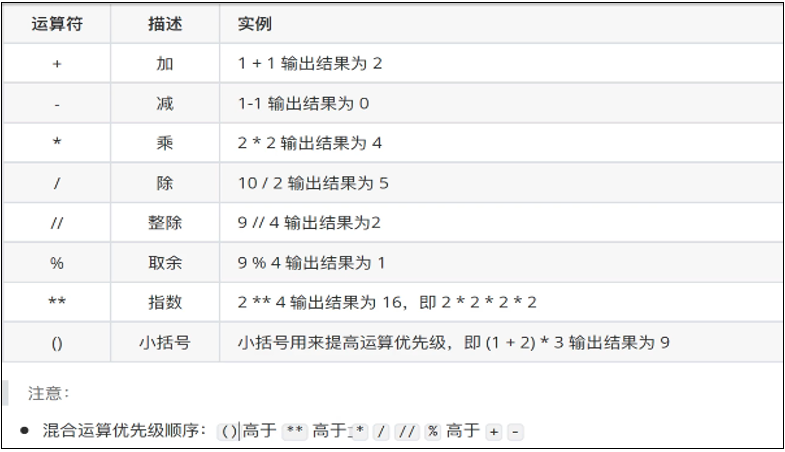 运算符 描述 实例
+ 加 1 + 1 输出结果为 2
- 减 1-1 输出结果为 0
* 乘 2 * 2 输出结果为 4
/ 除 10 / 2 输出结果为 5
// 整除 9 // 4 输出结果为2
% 取余 9 % 4 输出结果为 1
** 指数 2 ** 4 输出结果为 16，即 2 * 2 * 2 * 2
() 小括号 小括号用来提高运算优先级，即 (1 + 2) * 3 输出结果为 9
注意：
● 混合运算优先级顺序：() 高于 ** 高于 * / // % 高于 + -